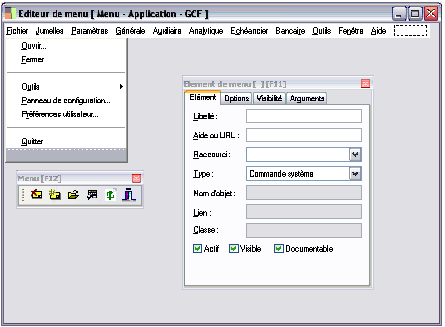 Editeur de menu [ Menu - Application - GCF ]
Fichier Jumelles Paramètres Générale Auxiliaire Analytique Echéancier Bancaire Outils Fenêtre Aide
Ouvrir...
Fermer
Outils
Panneau de configuration...
Préférences utilisateur...
Quitter
Menu [F12]
Element de menu [ ] [F11]
Elément Options Visibilité Arguments
Libellé :
Aide ou URL :
Raccourci :
Type : Commande système
Nom d'objet :
Lien :
Classe :
Actif Visible Documentable